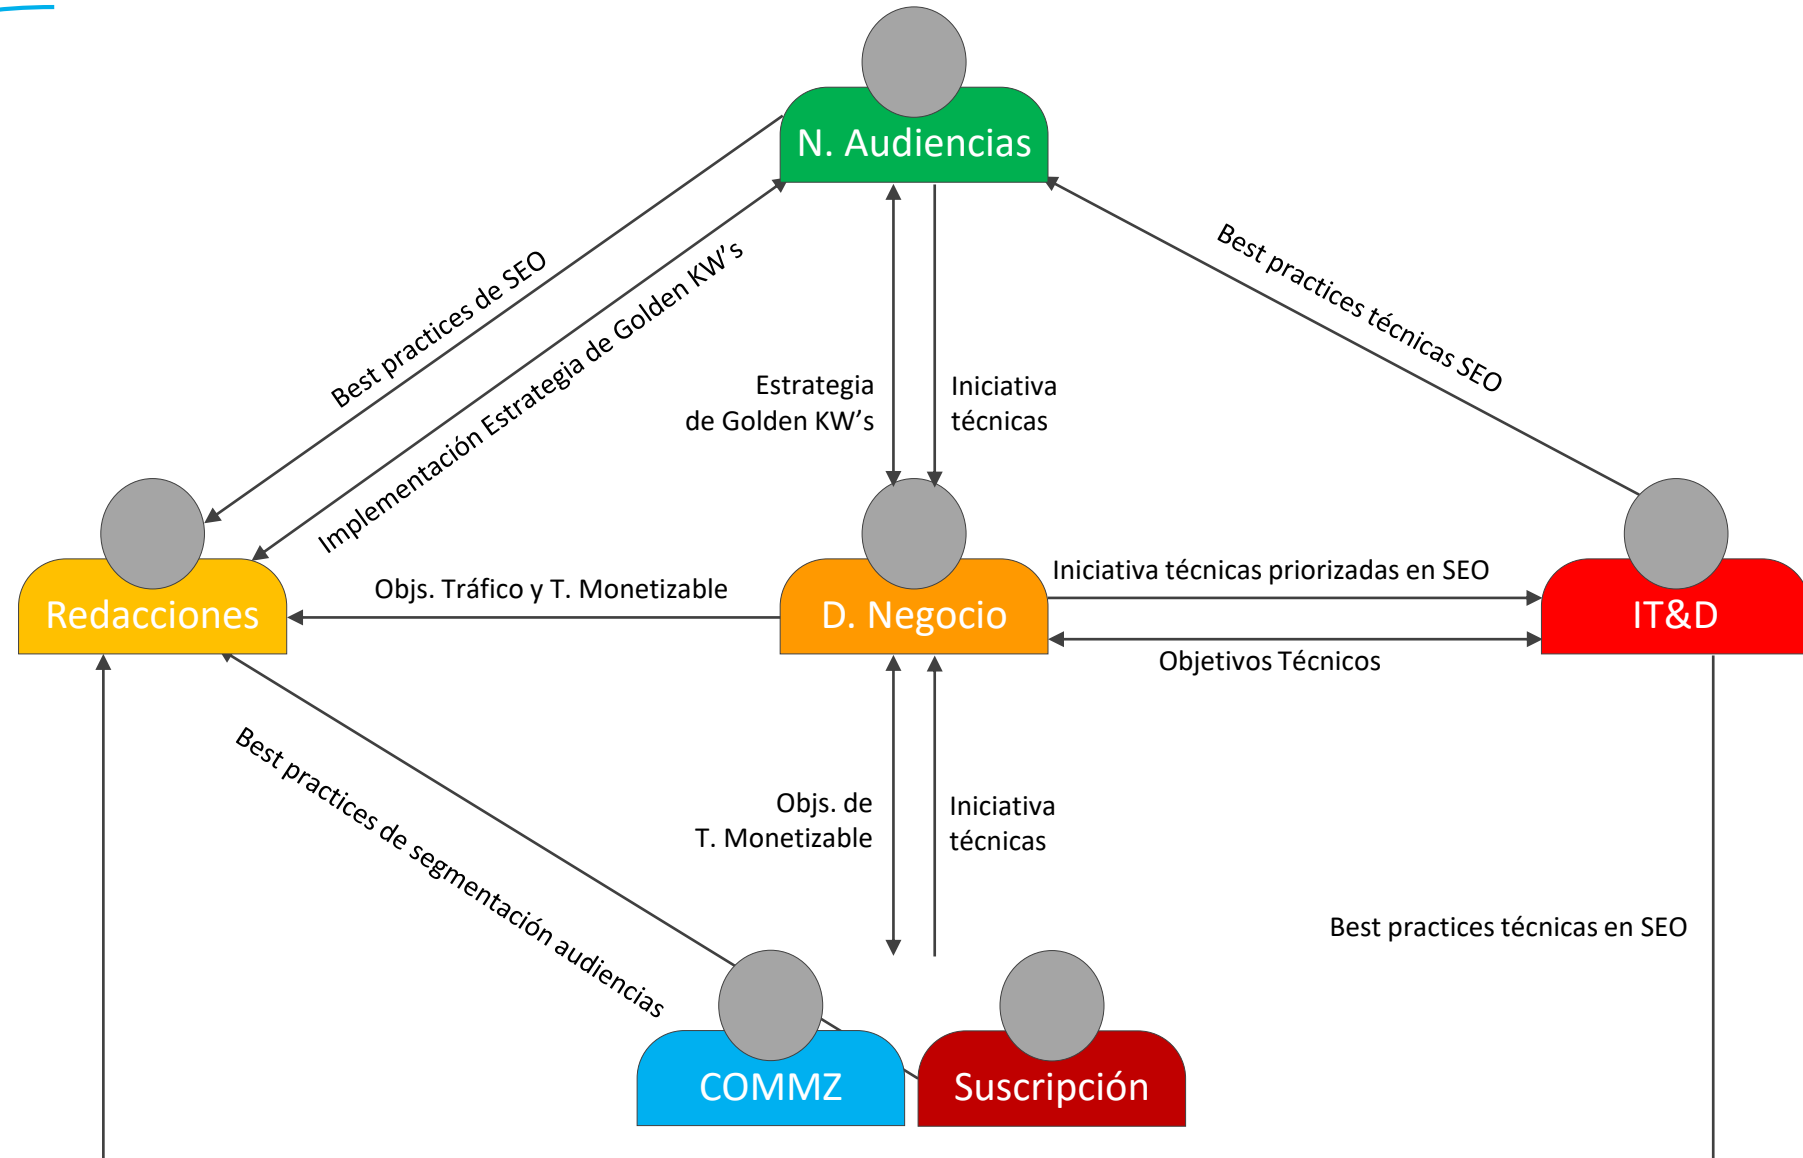 N. Audiencias
Best practices de SEO
Implementación Estrategia de Golden KW’s
Best practices técnicas SEO
Estrategia
de Golden KW’s
Iniciativa
técnicas
Redacciones
Objs. Tráfico y T. Monetizable
D. Negocio
Iniciativa técnicas priorizadas en SEO
Objetivos Técnicos
IT&D
Best practices de segmentación audiencias
Objs. de
T. Monetizable
Iniciativa
técnicas
Best practices técnicas en SEO
COMMZ
Suscripción